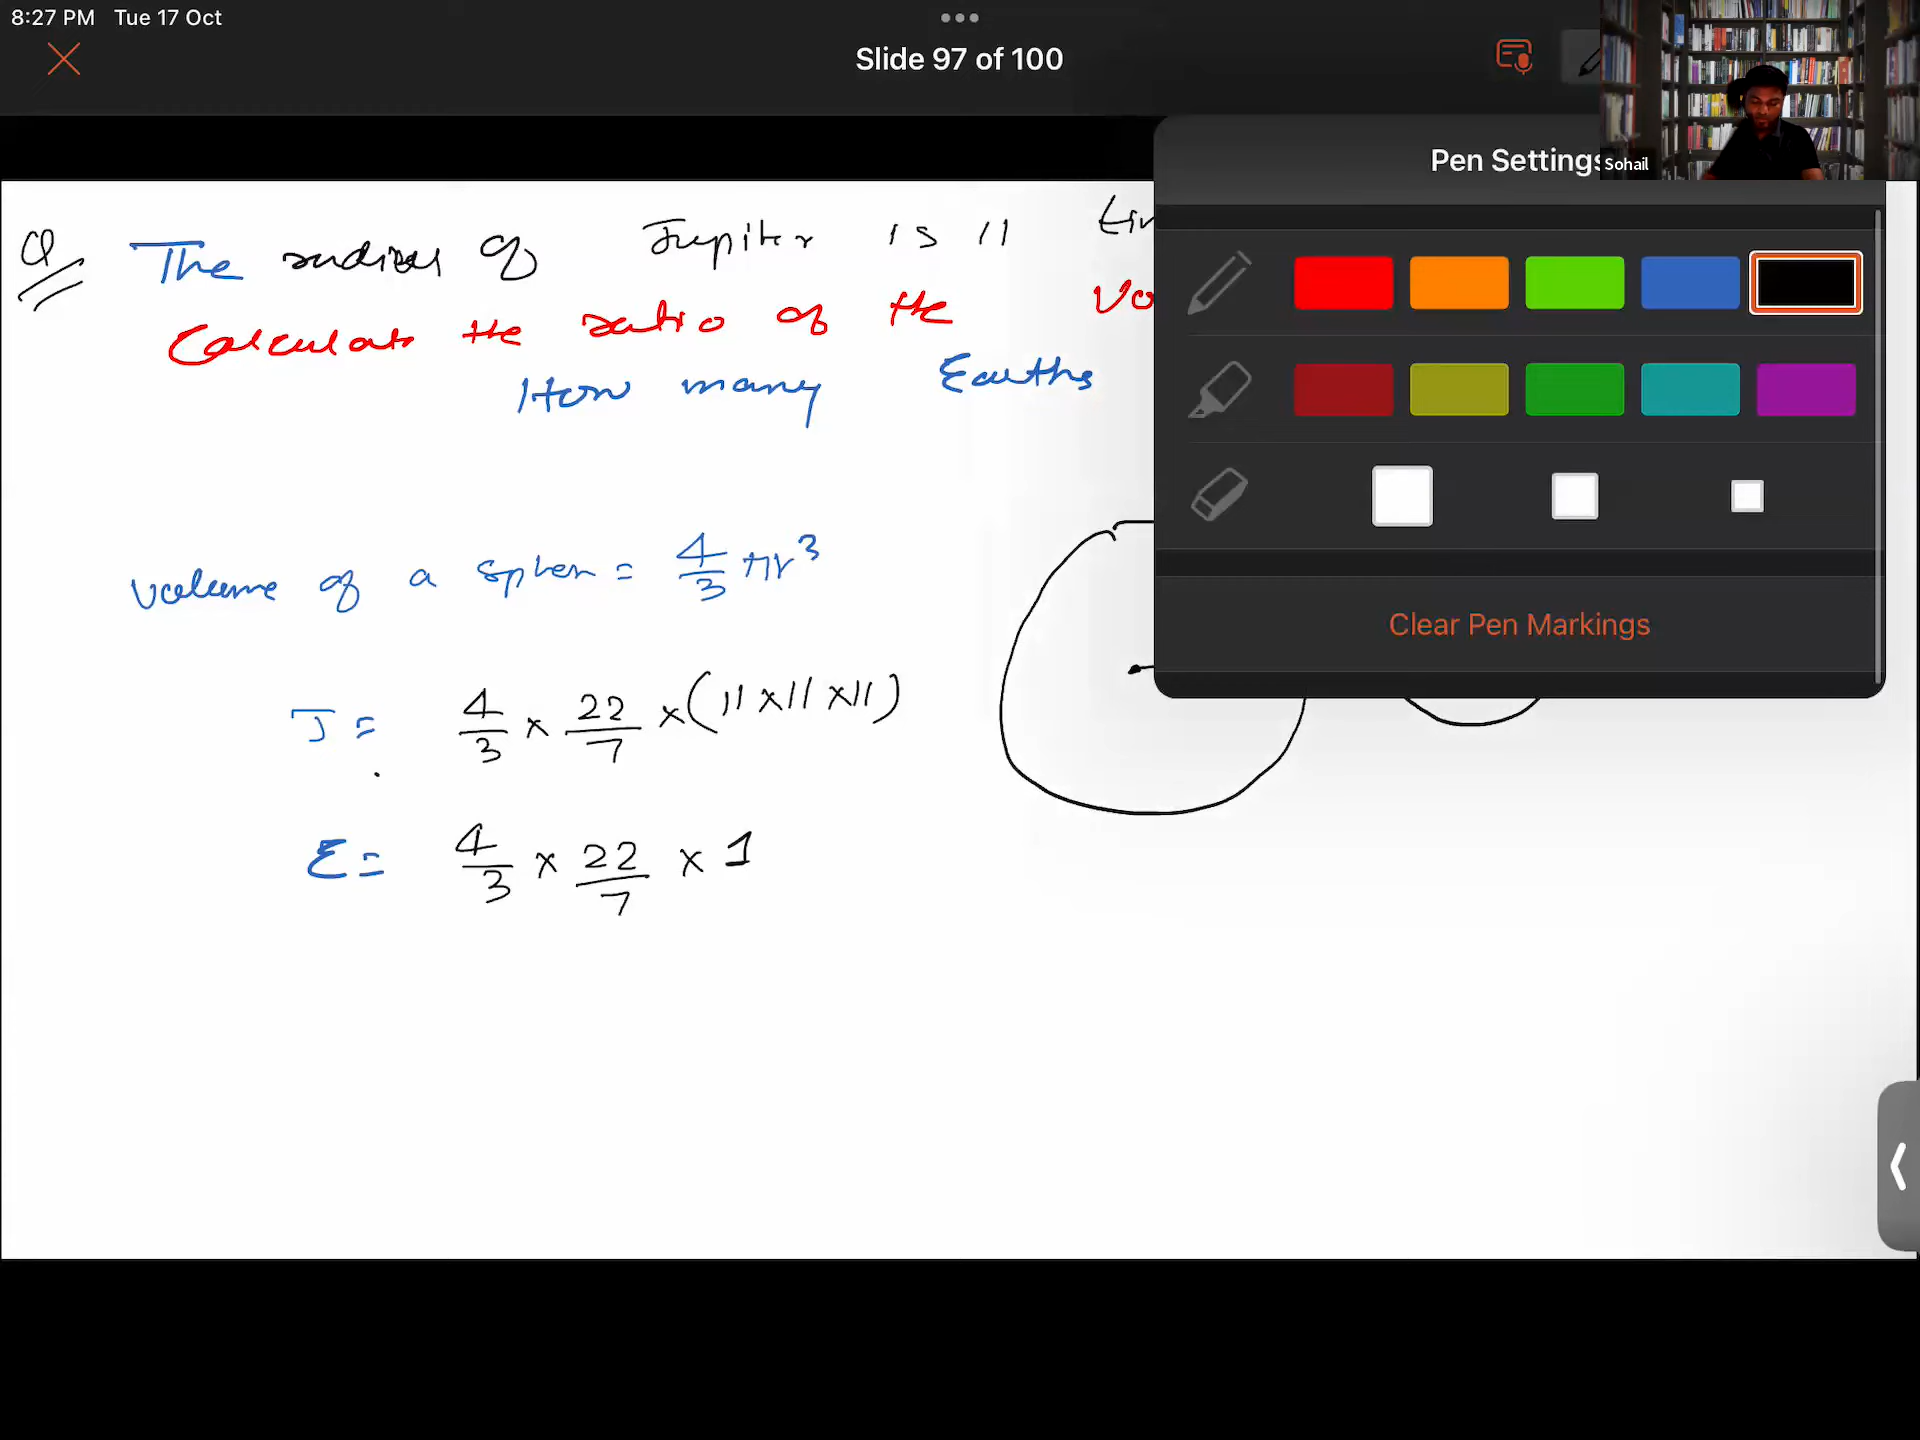 8:27 PM Tue 17 Oct
Slide 97 of 100
Pen Settings
Sohail
Q The radius of Jupiter is 11
Calculate the ratio of the Vo
How many Earths
Clear Pen Markings
volume of a spher = 4/3 πr³
J = 4/3 × 22/7 × (11 × 11 × 11)
E = 4/3 × 22/7 × 1